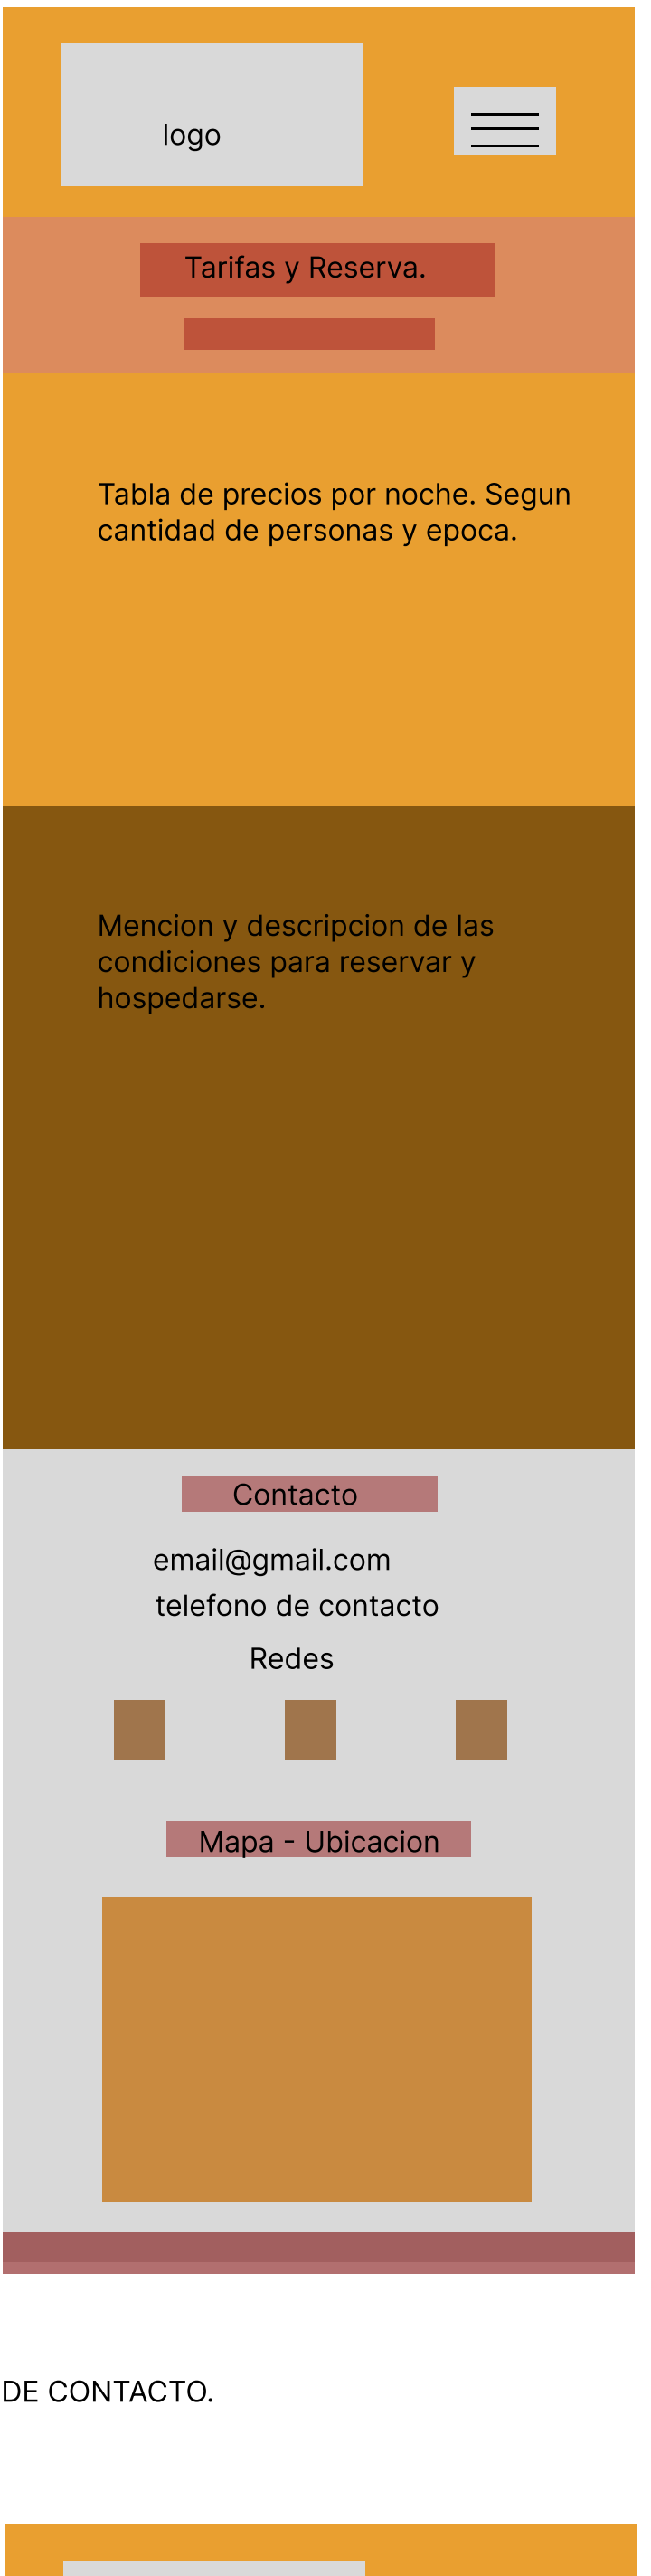 logo
Tarifas y Reserva.
Tabla de precios por noche. Segun
cantidad de personas y epoca.
Mencion y descripcion de las
condiciones para reservar y
hospedarse.
Contacto
email@gmail.com
telefono de contacto
Redes
Mapa - Ubicacion
DE CONTACTO.